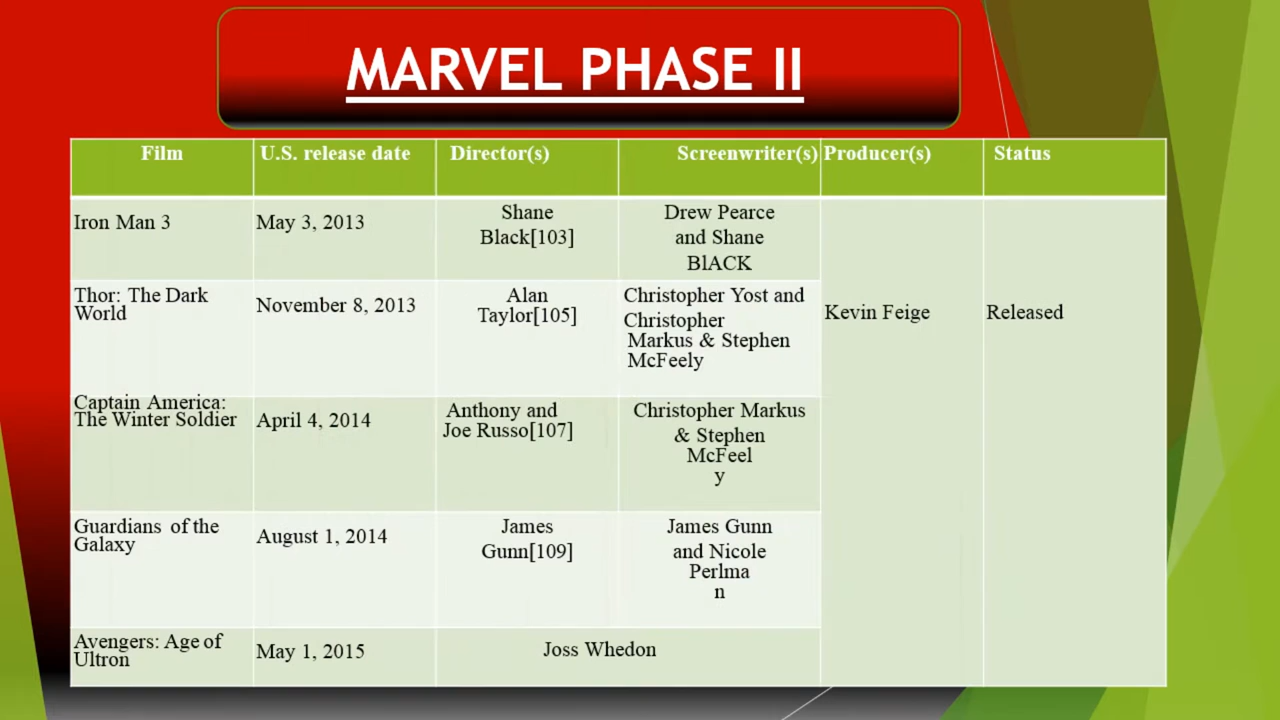 MARVEL PHASE II
Film U.S. release date Director(s) Screenwriter(s) Producer(s) Status
Iron Man 3
May 3, 2013
Shane
Black[103]
Drew Pearce
and Shane
BlACK
Kevin Feige
Released
Thor: The Dark
World
November 8, 2013
Alan
Taylor[105]
Christopher Yost and
Christopher
Markus & Stephen
McFeely
Captain America:
The Winter Soldier
April 4, 2014
Anthony and
Joe Russo[107]
Christopher Markus
& Stephen
McFeel
y
Guardians of the
Galaxy
August 1, 2014
James
Gunn[109]
James Gunn
and Nicole
Perlma
n
Avengers: Age of
Ultron
May 1, 2015
Joss Whedon